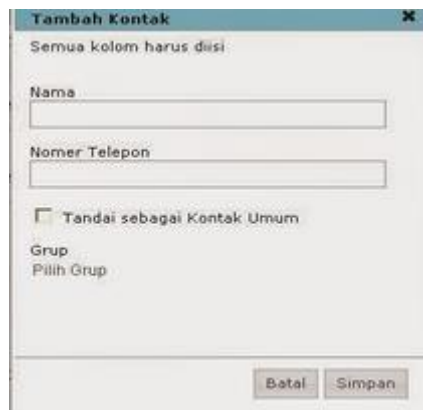 Tambah Kontak
Semua kolom harus diisi
Nama
Nomer Telepon
Tandai sebagai Kontak Umum
Grup
Pilih Grup
Batal Simpan